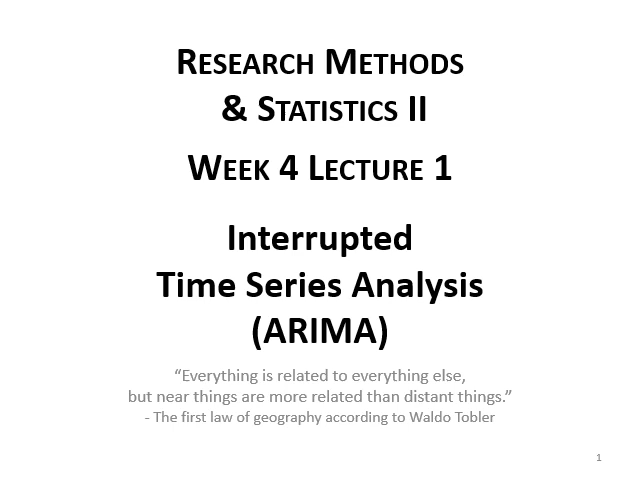 RESEARCH METHODS
& STATISTICS II
WEEK 4 LECTURE 1
Interrupted
Time Series Analysis
(ARIMA)
“Everything is related to everything else,
but near things are more related than distant things.”
- The first law of geography according to Waldo Tobler
1